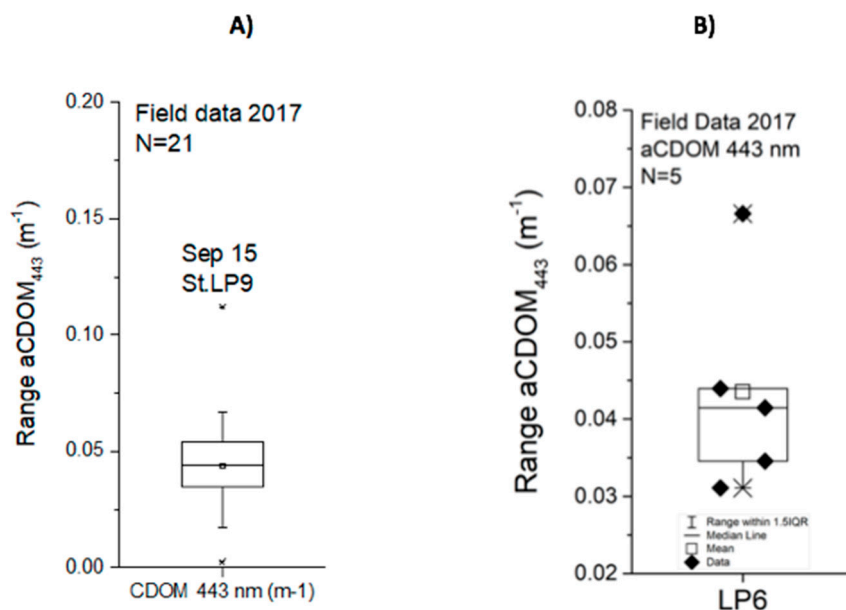 A)
Field data 2017
N=21
Sep 15
St.LP9
Range aCDOM₄₄₃ (m⁻¹)
0.20
0.15
0.10
0.05
0.00
CDOM 443 nm (m-1)
B)
Field Data 2017
aCDOM 443 nm
N=5
Range aCDOM₄₄₃ (m⁻¹)
0.08
0.07
0.06
0.05
0.04
0.03
0.02
Range within 1.5IQR
Median Line
Mean
Data
LP6